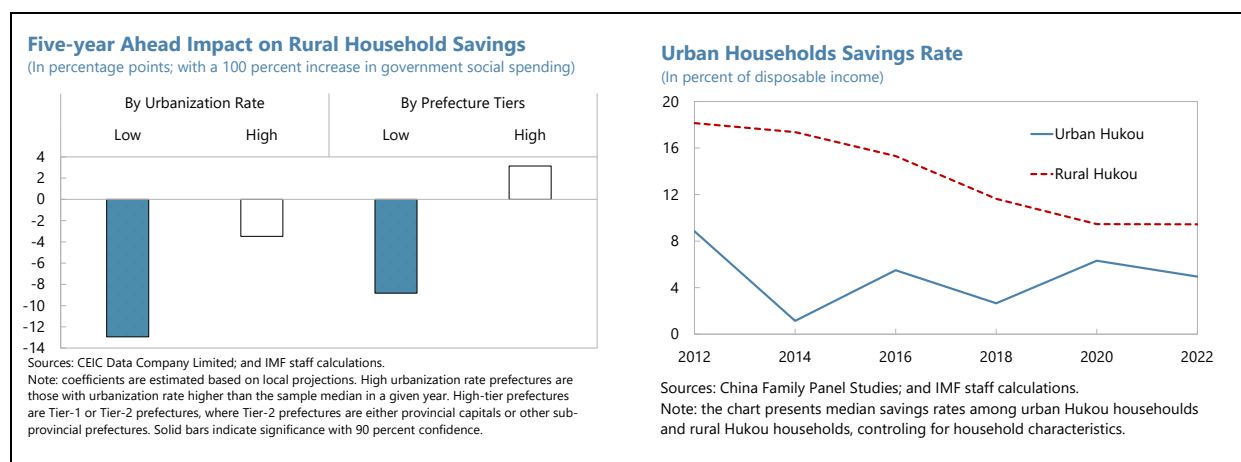 Five-year Ahead Impact on Rural Household Savings
(In percentage points; with a 100 percent increase in government social spending)
By Urbanization Rate
By Prefecture Tiers
Low
High
Low
High
4
2
0
-2
-4
-6
-8
-10
-12
-14
Sources: CEIC Data Company Limited; and IMF staff calculations.
Note: coefficients are estimated based on local projections. High urbanization rate prefectures are
those with urbanization rate higher than the sample median in a given year. High-tier prefectures
are Tier-1 or Tier-2 prefectures, where Tier-2 prefectures are either provincial capitals or other sub-
provincial prefectures. Solid bars indicate significance with 90 percent confidence.
Urban Households Savings Rate
(In percent of disposable income)
20
16
12
8
4
0
Urban Hukou
Rural Hukou
2012
2014
2016
2018
2020
2022
Sources: China Family Panel Studies; and IMF staff calculations.
Note: the chart presents median savings rates among urban Hukou househoulds
and rural Hukou households, controling for household characteristics.